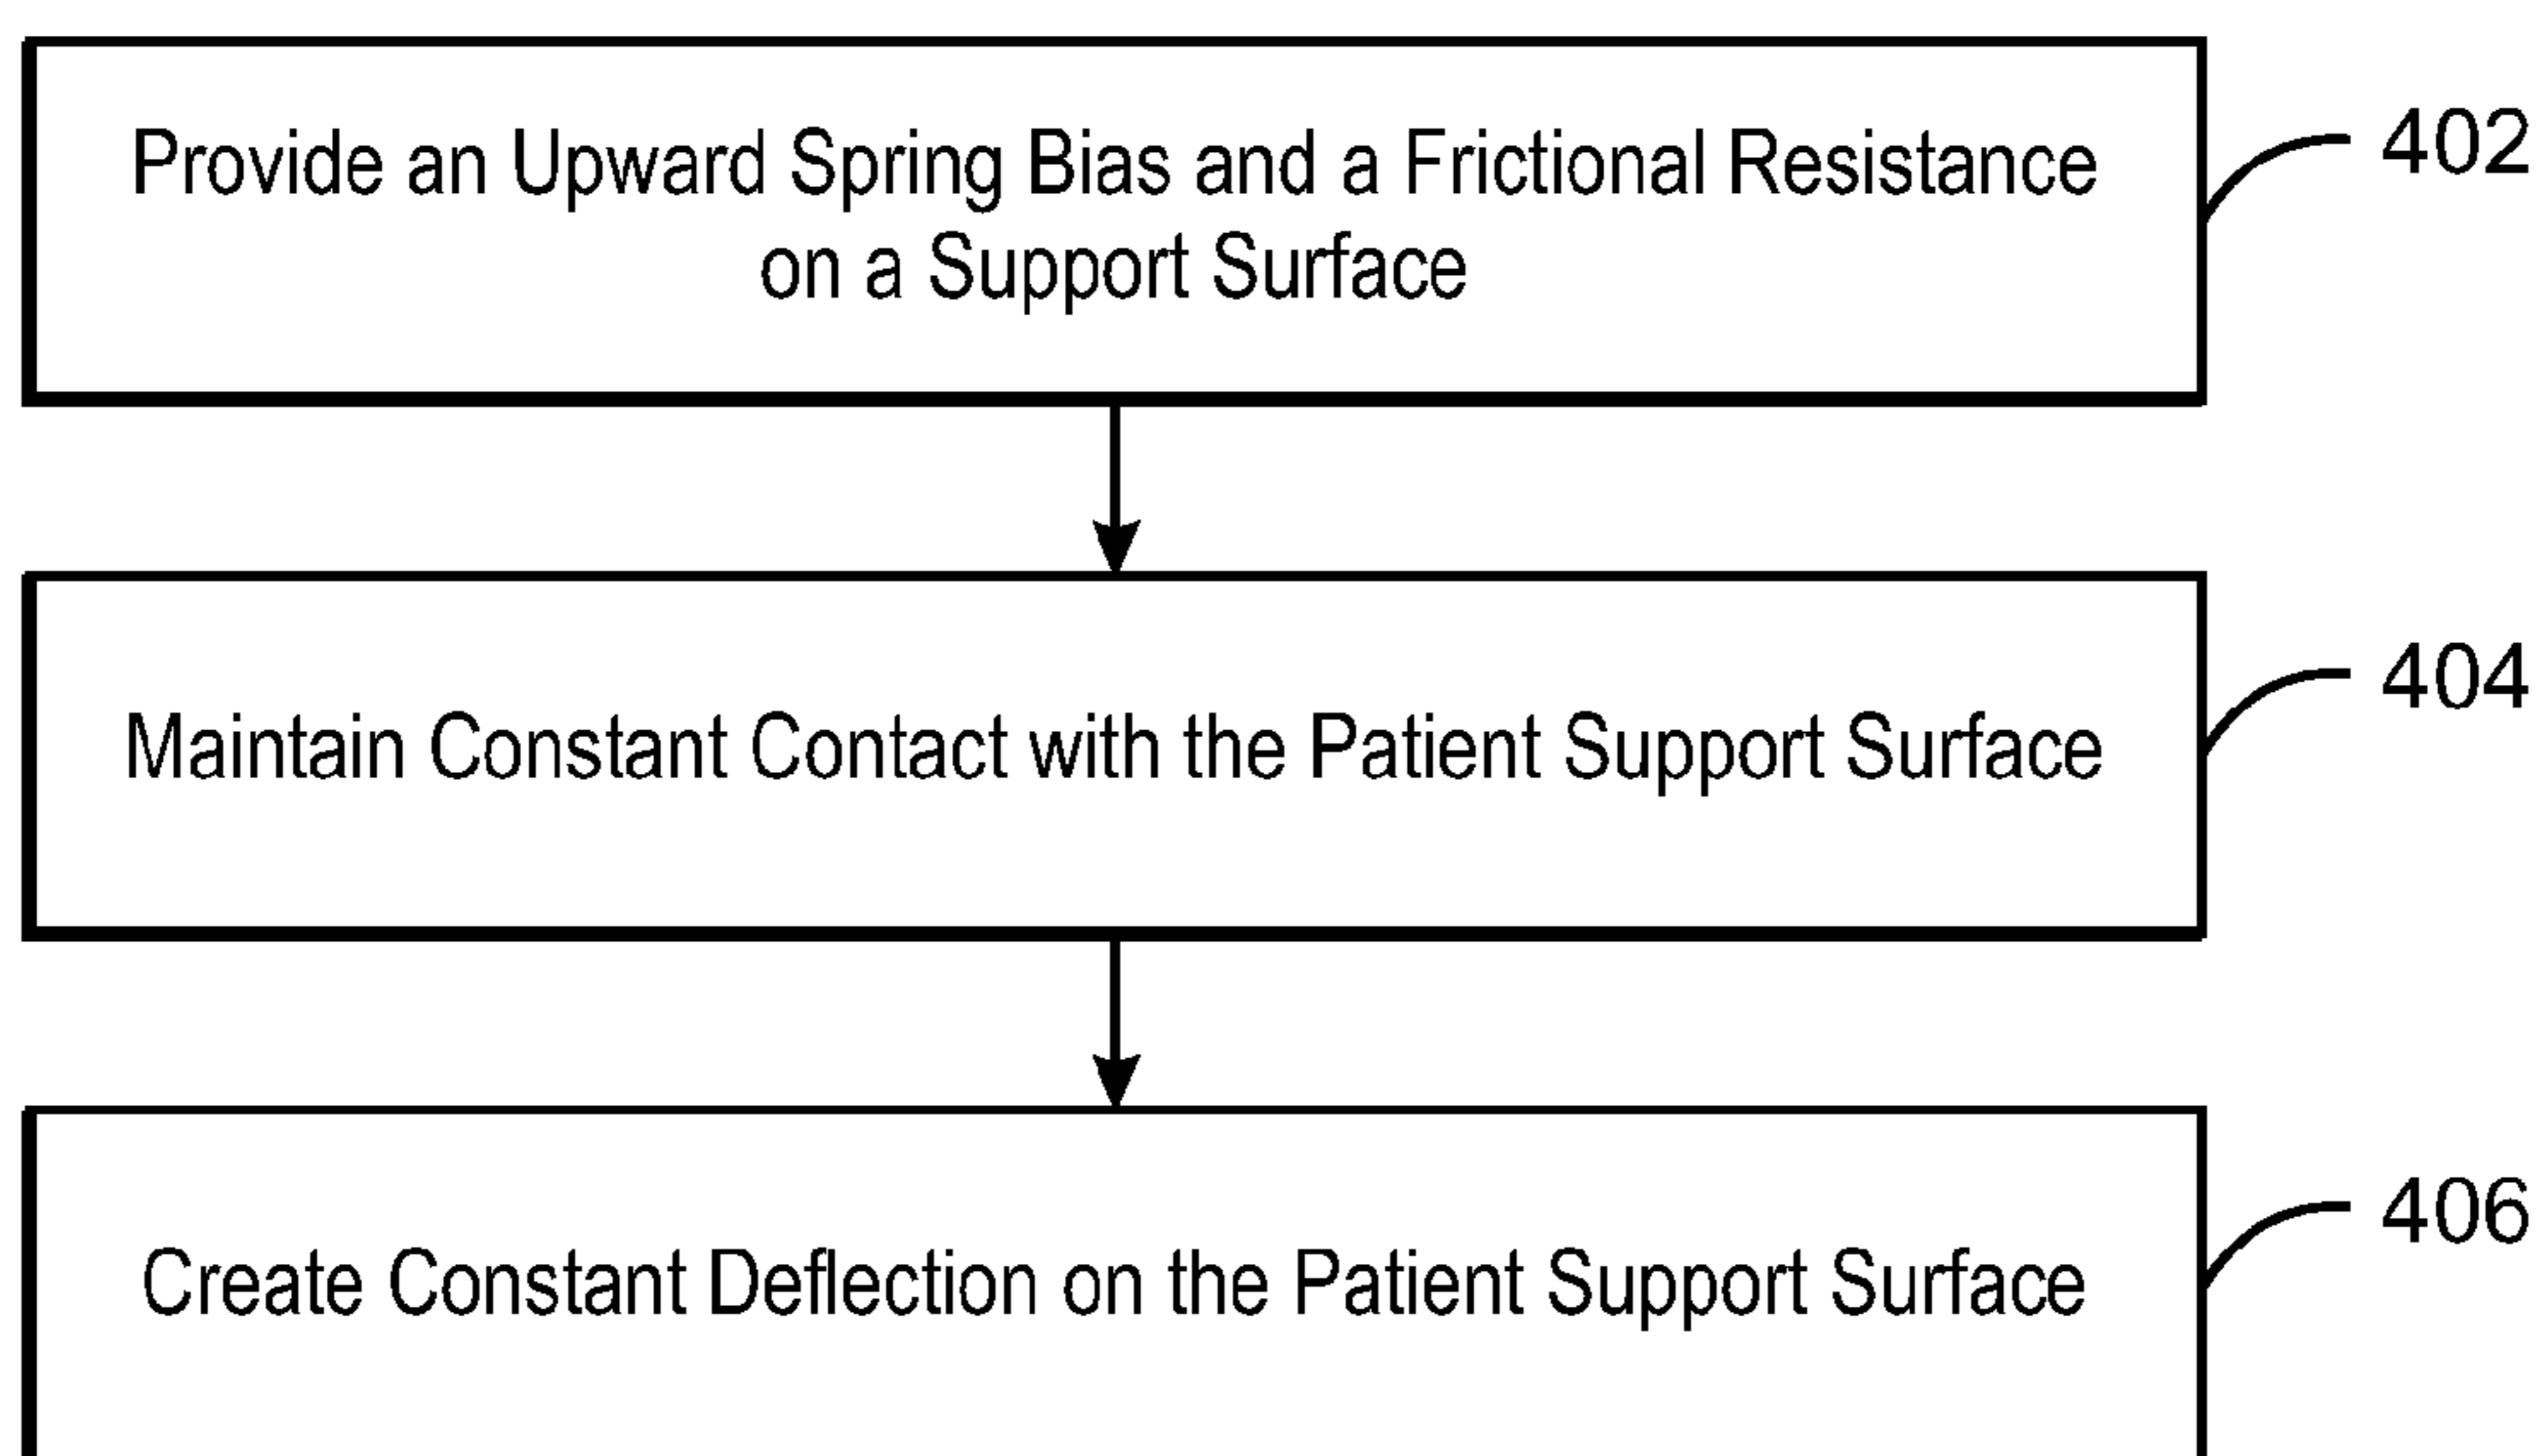 Provide an Upward Spring Bias and a Frictional Resistance
on a Support Surface
402
Maintain Constant Contact with the Patient Support Surface
404
Create Constant Deflection on the Patient Support Surface
406